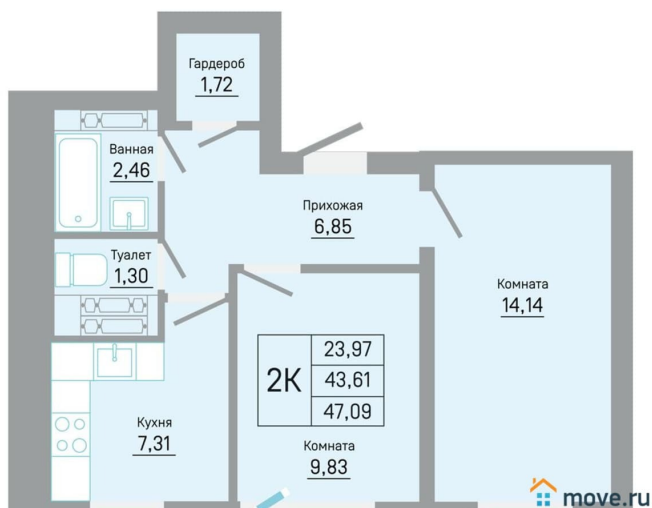 Гардероб
1,72
Ванная
2,46
Прихожая
6,85
Туалет
1,30
Комната
14,14
2К
23,97
43,61
47,09
Кухня
7,31
Комната
9,83
move.ru